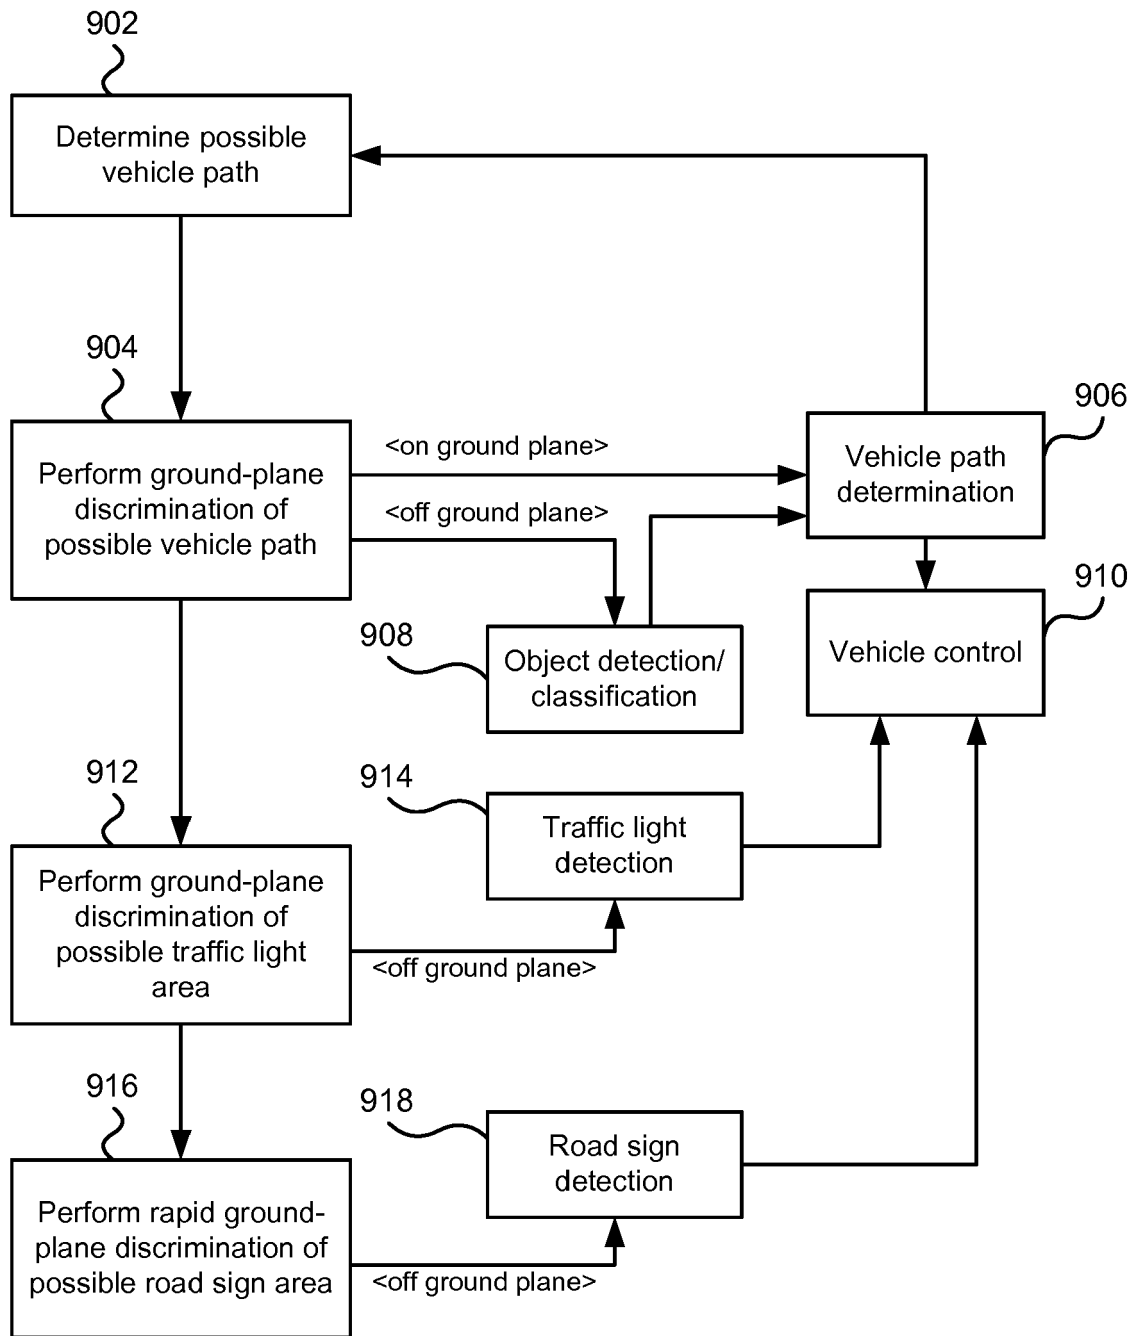 902
Determine possible
vehicle path
904
Perform ground-plane
discrimination of
possible vehicle path
<on ground plane>
<off ground plane>
906
Vehicle path
determination
908
Object detection/
classification
910
Vehicle control
912
Perform ground-plane
discrimination of
possible traffic light
area
<off ground plane>
914
Traffic light
detection
916
Perform rapid ground-
plane discrimination of
possible road sign area
<off ground plane>
918
Road sign
detection